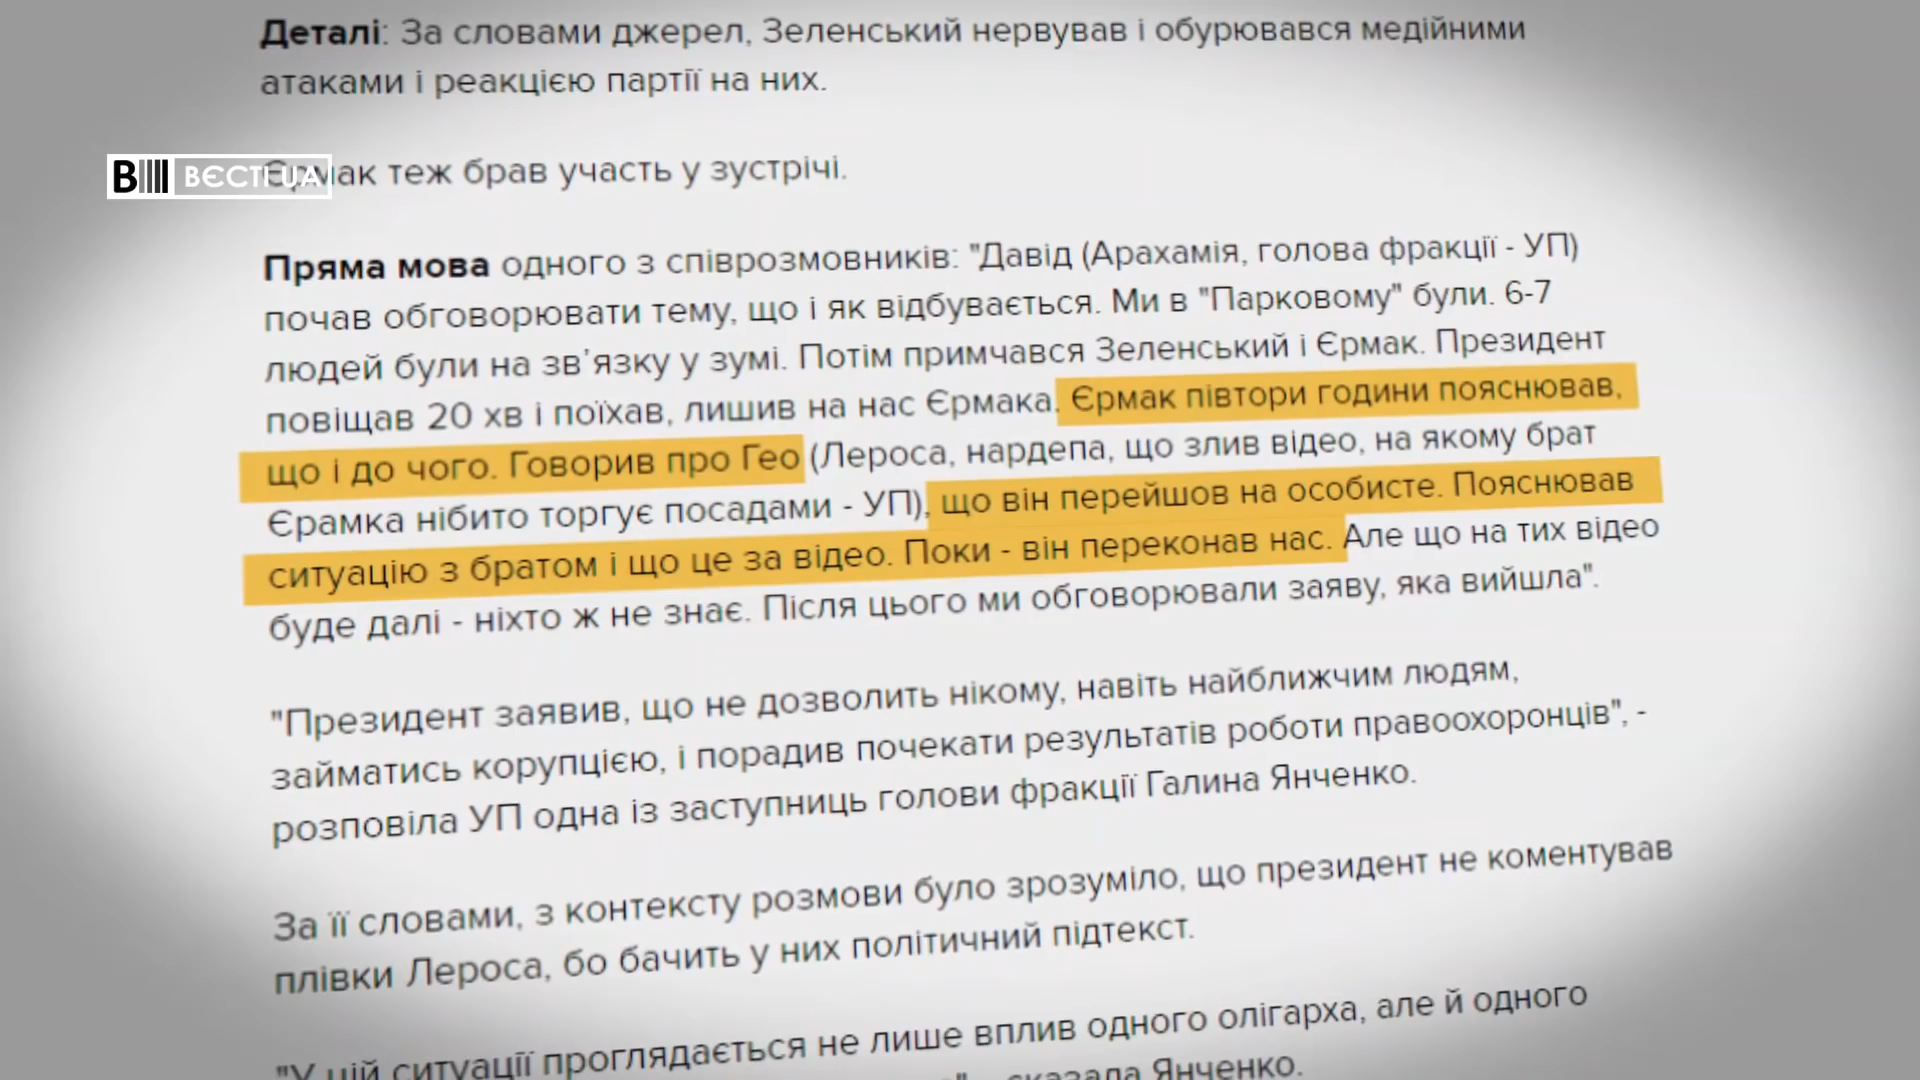 Деталі: За словами джерел, Зеленський нервував і обурювався медійними
атаками і реакцією партії на них.
В ВЄСТІ UA
Єрмак теж брав участь у зустрічі.
Пряма мова одного з співрозмовників: "Давід (Арахамія, голова фракції - УП)
почав обговорювати тему, що і як відбувається. Ми в "Парковому" були. 6-7
людей були на зв’язку у зумі. Потім примчався Зеленський і Єрмак. Президент
повіщав 20 хв і поїхав, лишив на нас Єрмака. Єрмак півтори години пояснював,
що і до чого. Говорив про Гео (Лероса, нардепа, що злив відео, на якому брат
Єрамка нібито торгує посадами - УП), що він перейшов на особисте. Пояснював
ситуацію з братом і що це за відео. Поки - він переконав нас. Але що на тих відео
буде далі - ніхто ж не знає. Після цього ми обговорювали заяву, яка вийшла".
"Президент заявив, що не дозволить нікому, навіть найближчим людям,
займатись корупцією, і порадив почекати результатів роботи правоохоронців", -
розповіла УП одна із заступниць голови фракції Галина Янченко.
За її словами, з контексту розмови було зрозуміло, що президент не коментував
плівки Лероса, бо бачить у них політичний підтекст.
"У цій ситуації проглядається не лише вплив одного олігарха, але й одного
сказала Янченко.